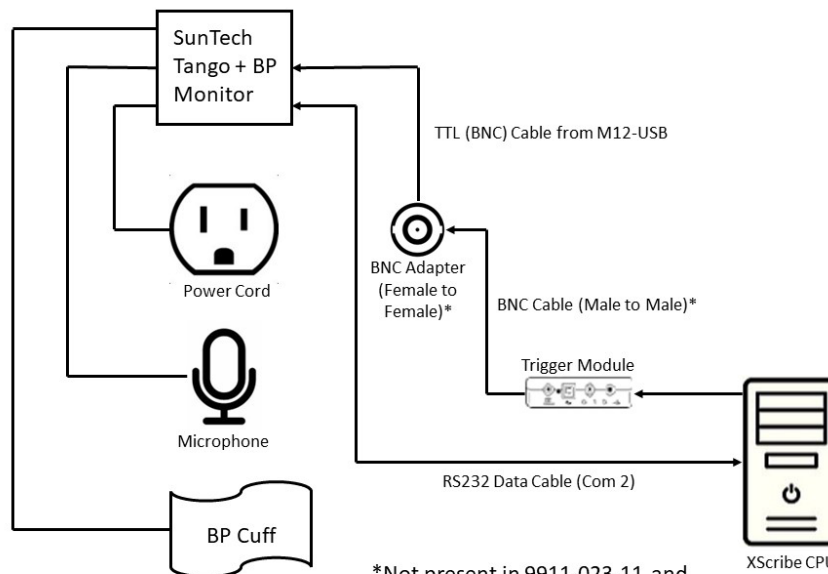 SunTech
Tango + BP
Monitor
TTL (BNC) Cable from M12-USB
BNC Adapter
(Female to
Female)*
BNC Cable (Male to Male)*
Power Cord
Trigger Module
Microphone
RS232 Data Cable (Com 2)
BP Cuff
XScribe CPU
*Not present in 9911-023-11 and